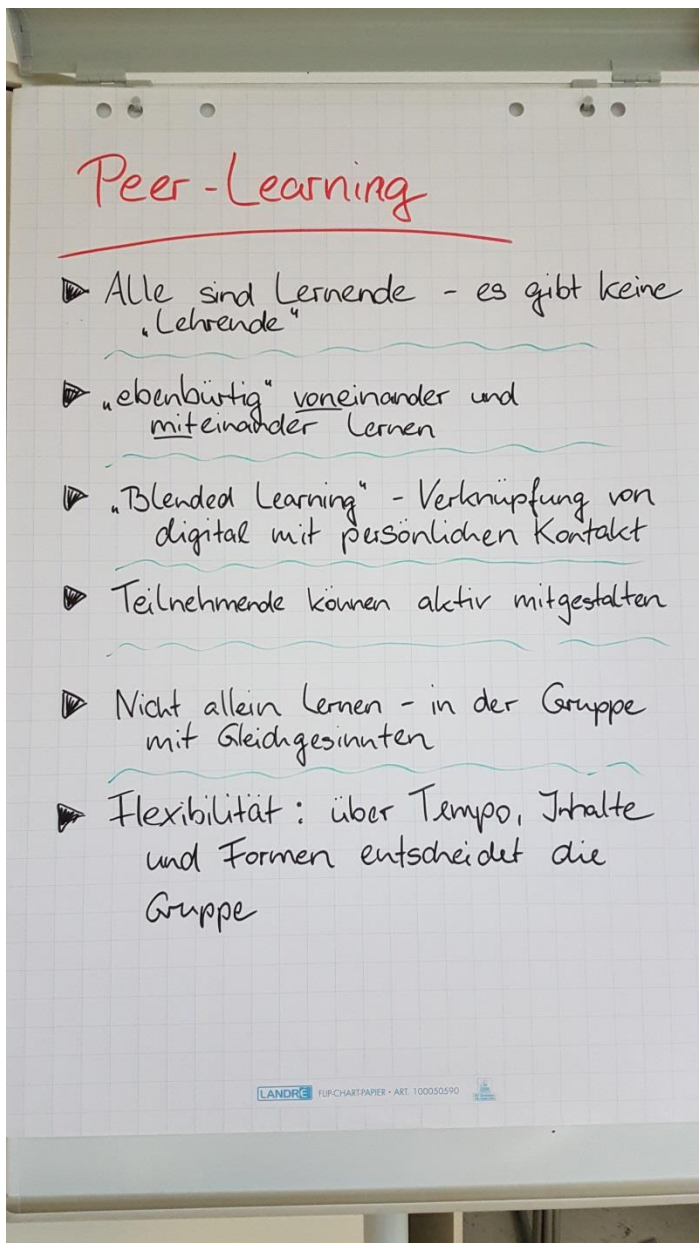 Peer-Learning
Alle sind Lernende - es gibt keine
„Lehrende“
„ebenbürtig“ voneinander und
miteinander Lernen
„Blended Learning“ - Verknüpfung von
digital mit persönlichen Kontakt
Teilnehmende können aktiv mitgestalten
Nicht allein Lernen - in der Gruppe
mit Gleichgesinnten
Flexibilität: über Tempo, Inhalte
und Formen entscheidet die
Gruppe
LANDRÉ FLIP-CHART-PAPIER • ART. 100050590